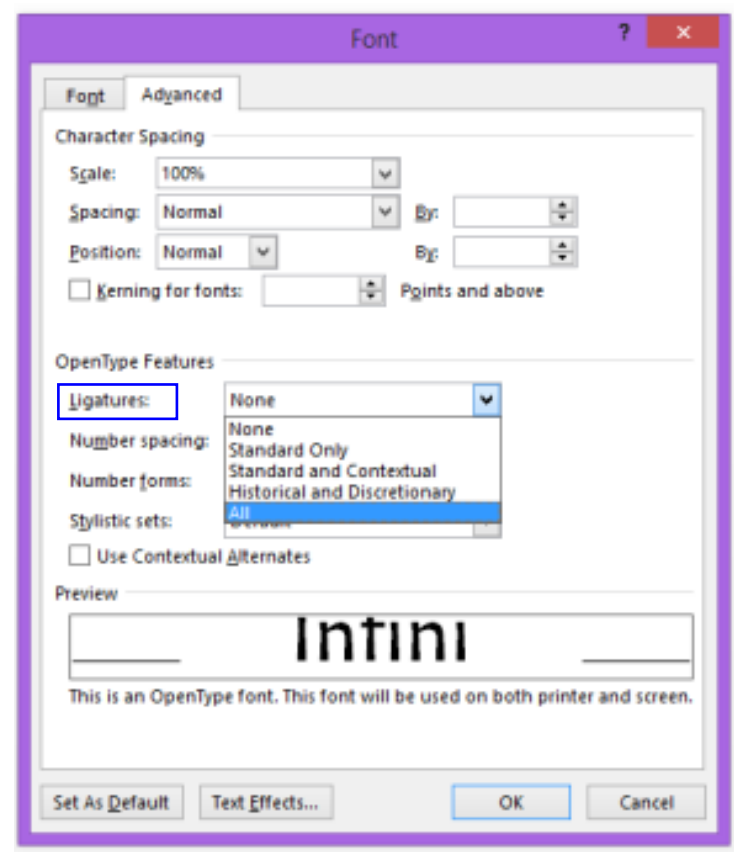 Font
?
Font Advanced
Character Spacing
Scale: 100%
Spacing: Normal By:
Position: Normal By:
Kerning for fonts: Points and above
OpenType Features
Ligatures: None
None
Number spacing:
Standard Only
Standard and Contextual
Number forms:
Historical and Discretionary
All
Stylistic sets: Default
Use Contextual Alternates
Preview
Infini
This is an OpenType font. This font will be used on both printer and screen.
Set As Default Text Effects... OK Cancel